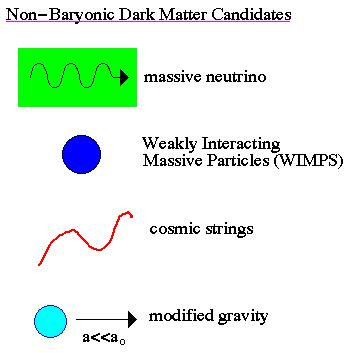 Non-Baryonic Dark Matter Candidates
massive neutrino
Weakly Interacting
Massive Particles (WIMPS)
cosmic strings
modified gravity
a<<a₀